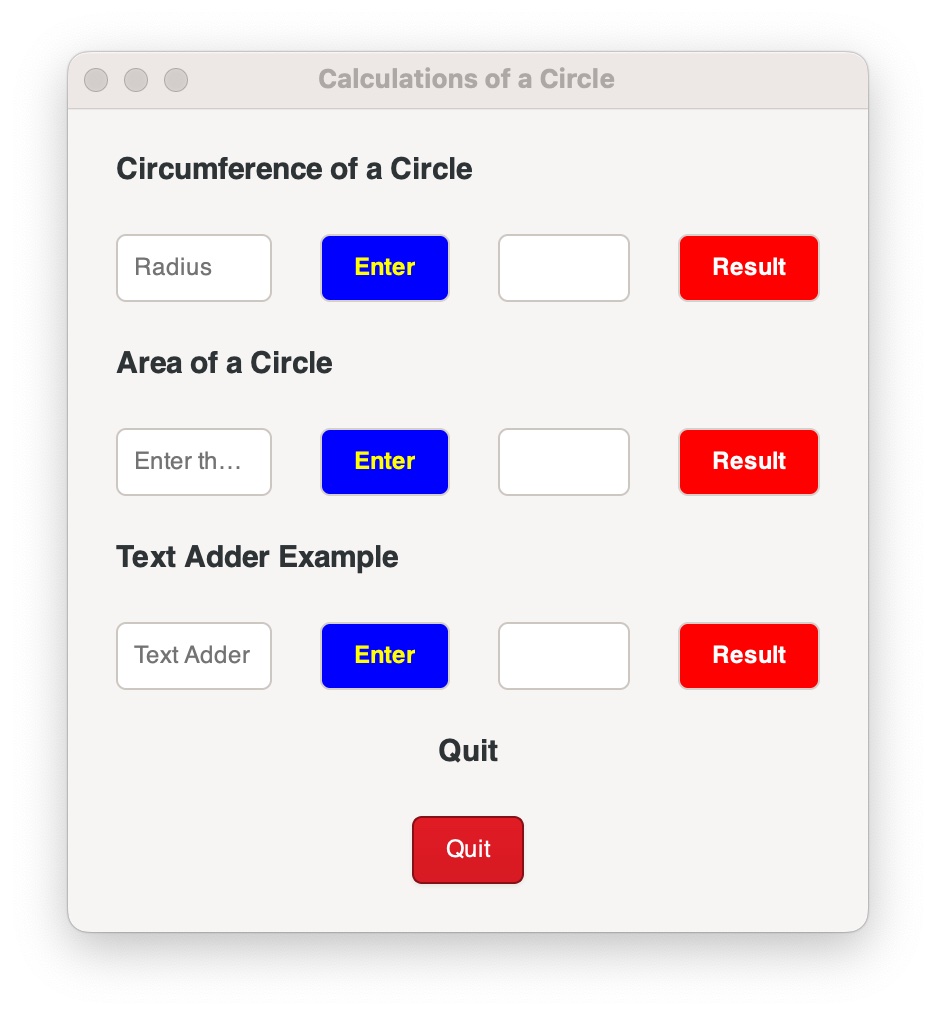 Calculations of a Circle
Circumference of a Circle
Radius Enter Result
Area of a Circle
Enter th... Enter Result
Text Adder Example
Text Adder Enter Result
Quit
Quit